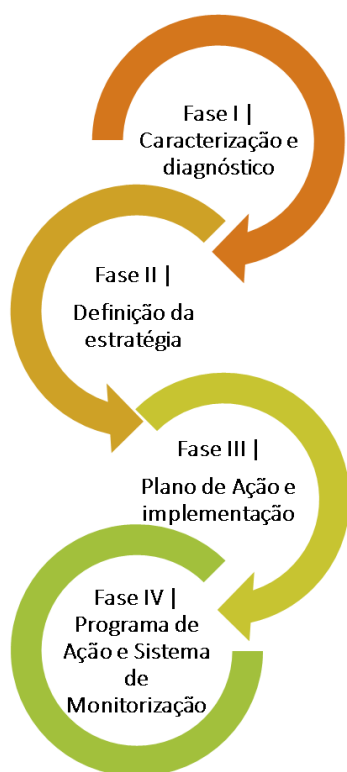 Fase I |
Caracterização e
diagnóstico
Fase II |
Definição da
estratégia
Fase III |
Plano de Ação e
implementação
Fase IV |
Programa de
Ação e Sistema
de
Monitorização